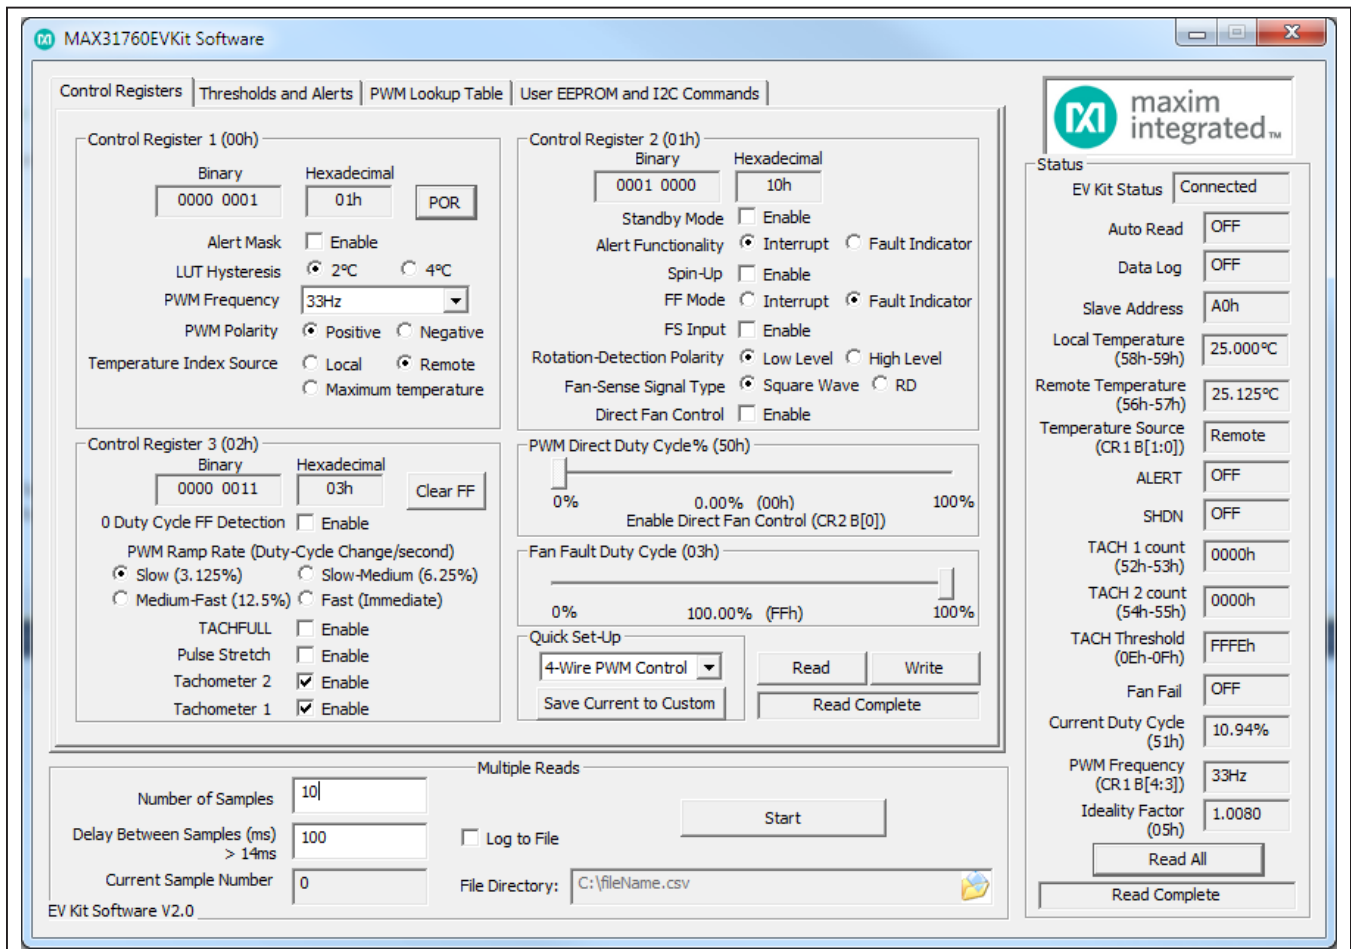 MAX31760EVKit Software
Control Registers Thresholds and Alerts PWM Lookup Table User EEPROM and I2C Commands
Control Register 1 (00h)
Binary Hexadecimal
0000 0001 01h POR
Alert Mask Enable
LUT Hysteresis 2ºC 4ºC
PWM Frequency 33Hz
PWM Polarity Positive Negative
Temperature Index Source Local Remote
Maximum temperature
Control Register 3 (02h)
Binary Hexadecimal
0000 0011 03h Clear FF
0 Duty Cycle FF Detection Enable
PWM Ramp Rate (Duty-Cycle Change/second)
Slow (3.125%) Slow-Medium (6.25%)
Medium-Fast (12.5%) Fast (Immediate)
TACHFULL Enable
Pulse Stretch Enable
Tachometer 2 Enable
Tachometer 1 Enable
Control Register 2 (01h)
Binary Hexadecimal
0001 0000 10h
Standby Mode Enable
Alert Functionality Interrupt Fault Indicator
Spin-Up Enable
FF Mode Interrupt Fault Indicator
FS Input Enable
Rotation-Detection Polarity Low Level High Level
Fan-Sense Signal Type Square Wave RD
Direct Fan Control Enable
PWM Direct Duty Cycle% (50h)
0% 0.00% (00h) 100%
Enable Direct Fan Control (CR2 B[0])
Fan Fault Duty Cycle (03h)
0% 100.00% (FFh) 100%
Quick Set-Up
4-Wire PWM Control Read Write
Save Current to Custom Read Complete
maxim
integrated™
Status
EV Kit Status Connected
Auto Read OFF
Data Log OFF
Slave Address A0h
Local Temperature
(58h-59h) 25.000ºC
Remote Temperature
(56h-57h) 25.125ºC
Temperature Source
(CR1 B[1:0]) Remote
ALERT OFF
SHDN OFF
TACH 1 count
(52h-53h) 0000h
TACH 2 count
(54h-55h) 0000h
TACH Threshold
(0Eh-0Fh) FFFEh
Fan Fail OFF
Current Duty Cycle
(51h) 10.94%
PWM Frequency
(CR1 B[4:3]) 33Hz
Ideality Factor
(05h) 1.0080
Read All
Read Complete
Multiple Reads
Number of Samples 10
Delay Between Samples (ms)
> 14ms 100
Current Sample Number 0
Start
Log to File
File Directory: C:\fileName.csv
EV Kit Software V2.0